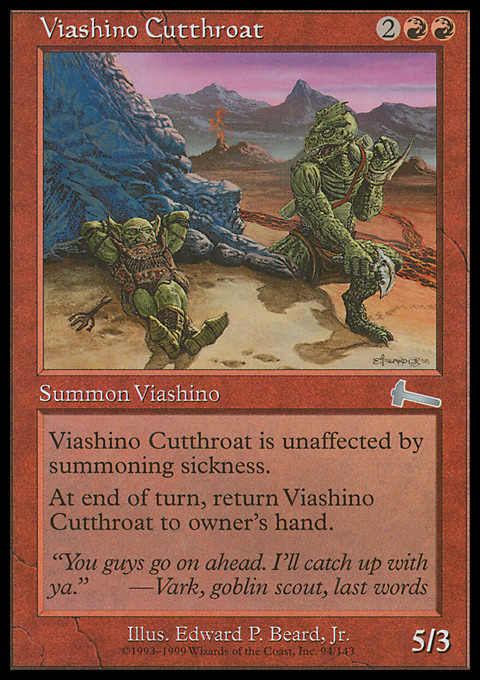 Viashino Cutthroat 2
Summon Viashino
Viashino Cutthroat is unaffected by
summoning sickness.
At end of turn, return Viashino
Cutthroat to owner's hand.
"You guys go on ahead. I'll catch up with
ya." —Vark, goblin scout, last words
Illus. Edward P. Beard, Jr.
©1993–1999 Wizards of the Coast, Inc. 94/143
5/3